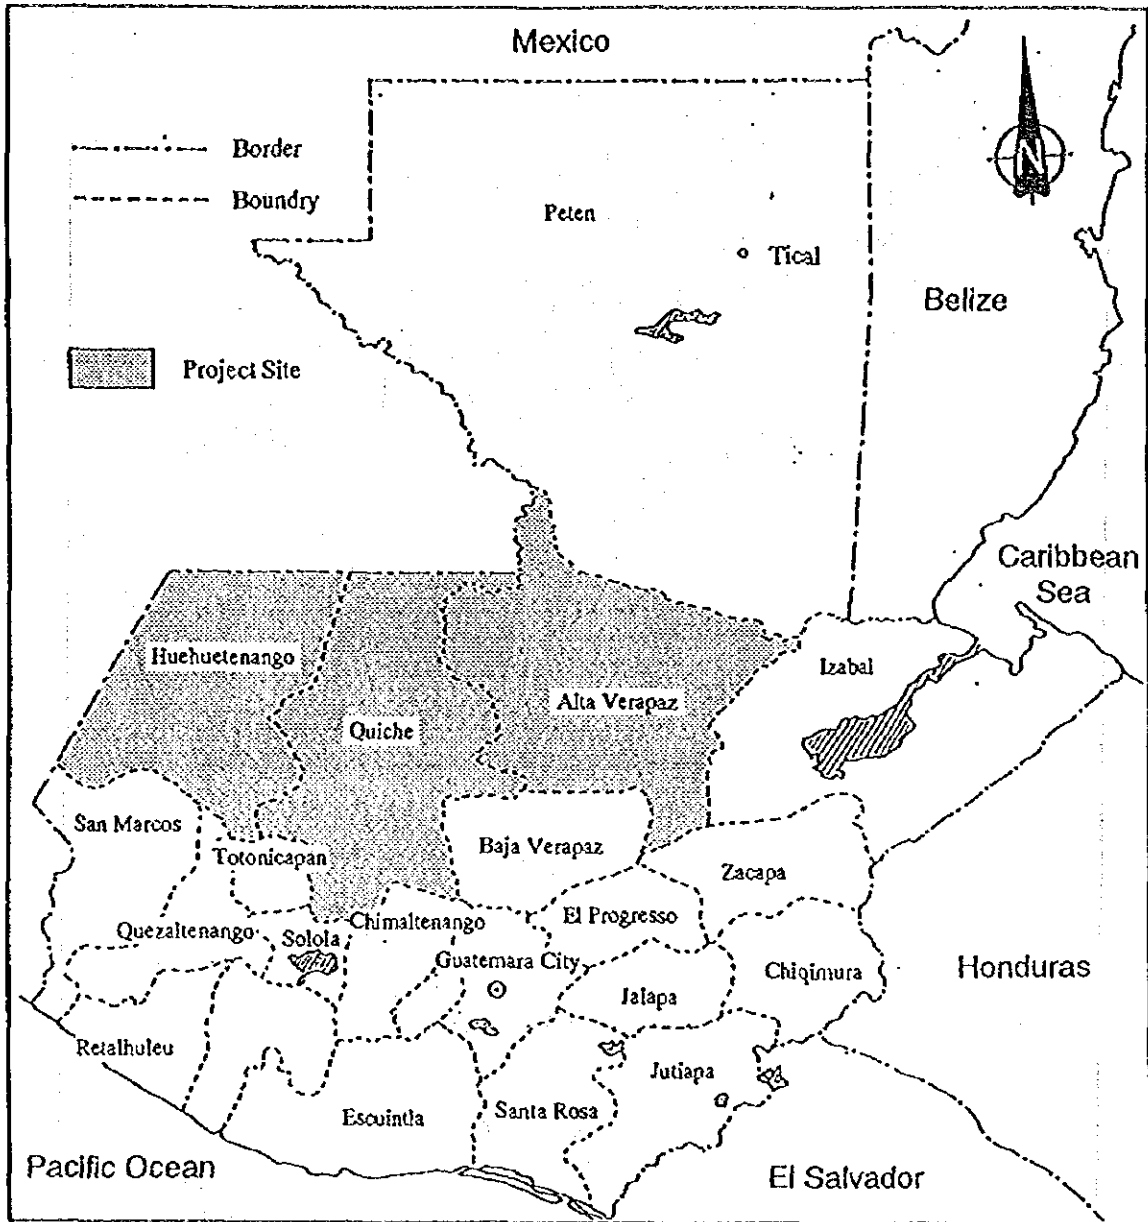 Mexico
Border
Boundry
N
Peten
Tical
Belize
Project Site
Caribbean
Sea
Huehuetenango
Izabal
Alta Verapaz
Quiche
San Marcos
Baja Verapaz
Totonicapan
Zacapa
El Progresso
Chimaltenango
Quezaltenango
Solola
Guatemara City
Chiqimura
Honduras
Jalapa
Retalhuleu
Jutiapa
Santa Rosa
Escuintla
Pacific Ocean
El Salvador